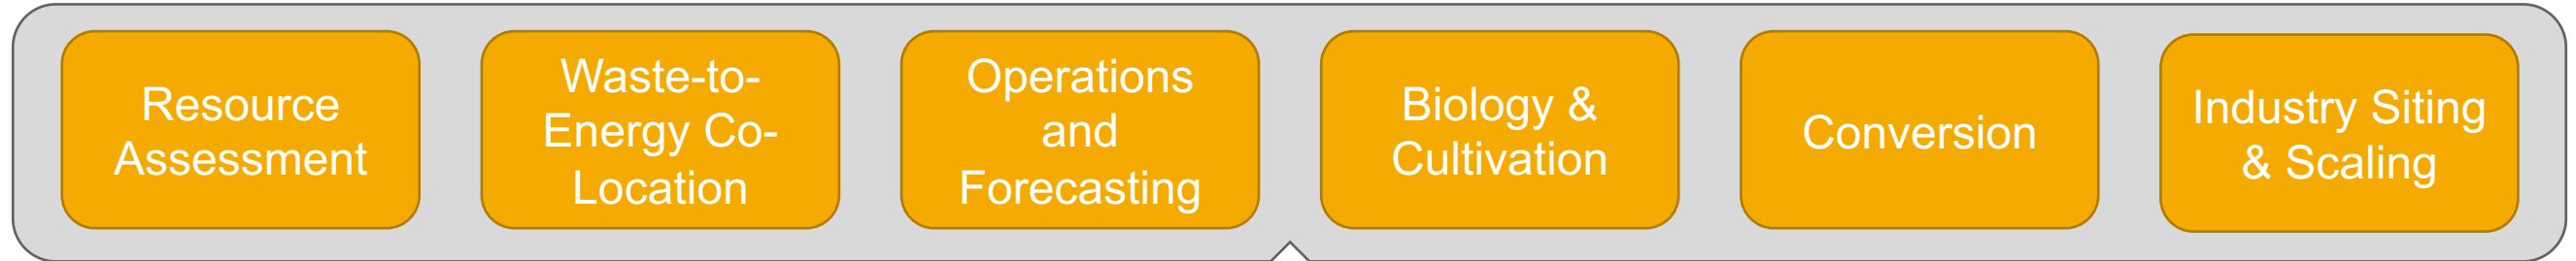 Resource
Assessment
Waste-to-
Energy Co-
Location
Operations
and
Forecasting
Biology &
Cultivation
Conversion
Industry Siting
& Scaling